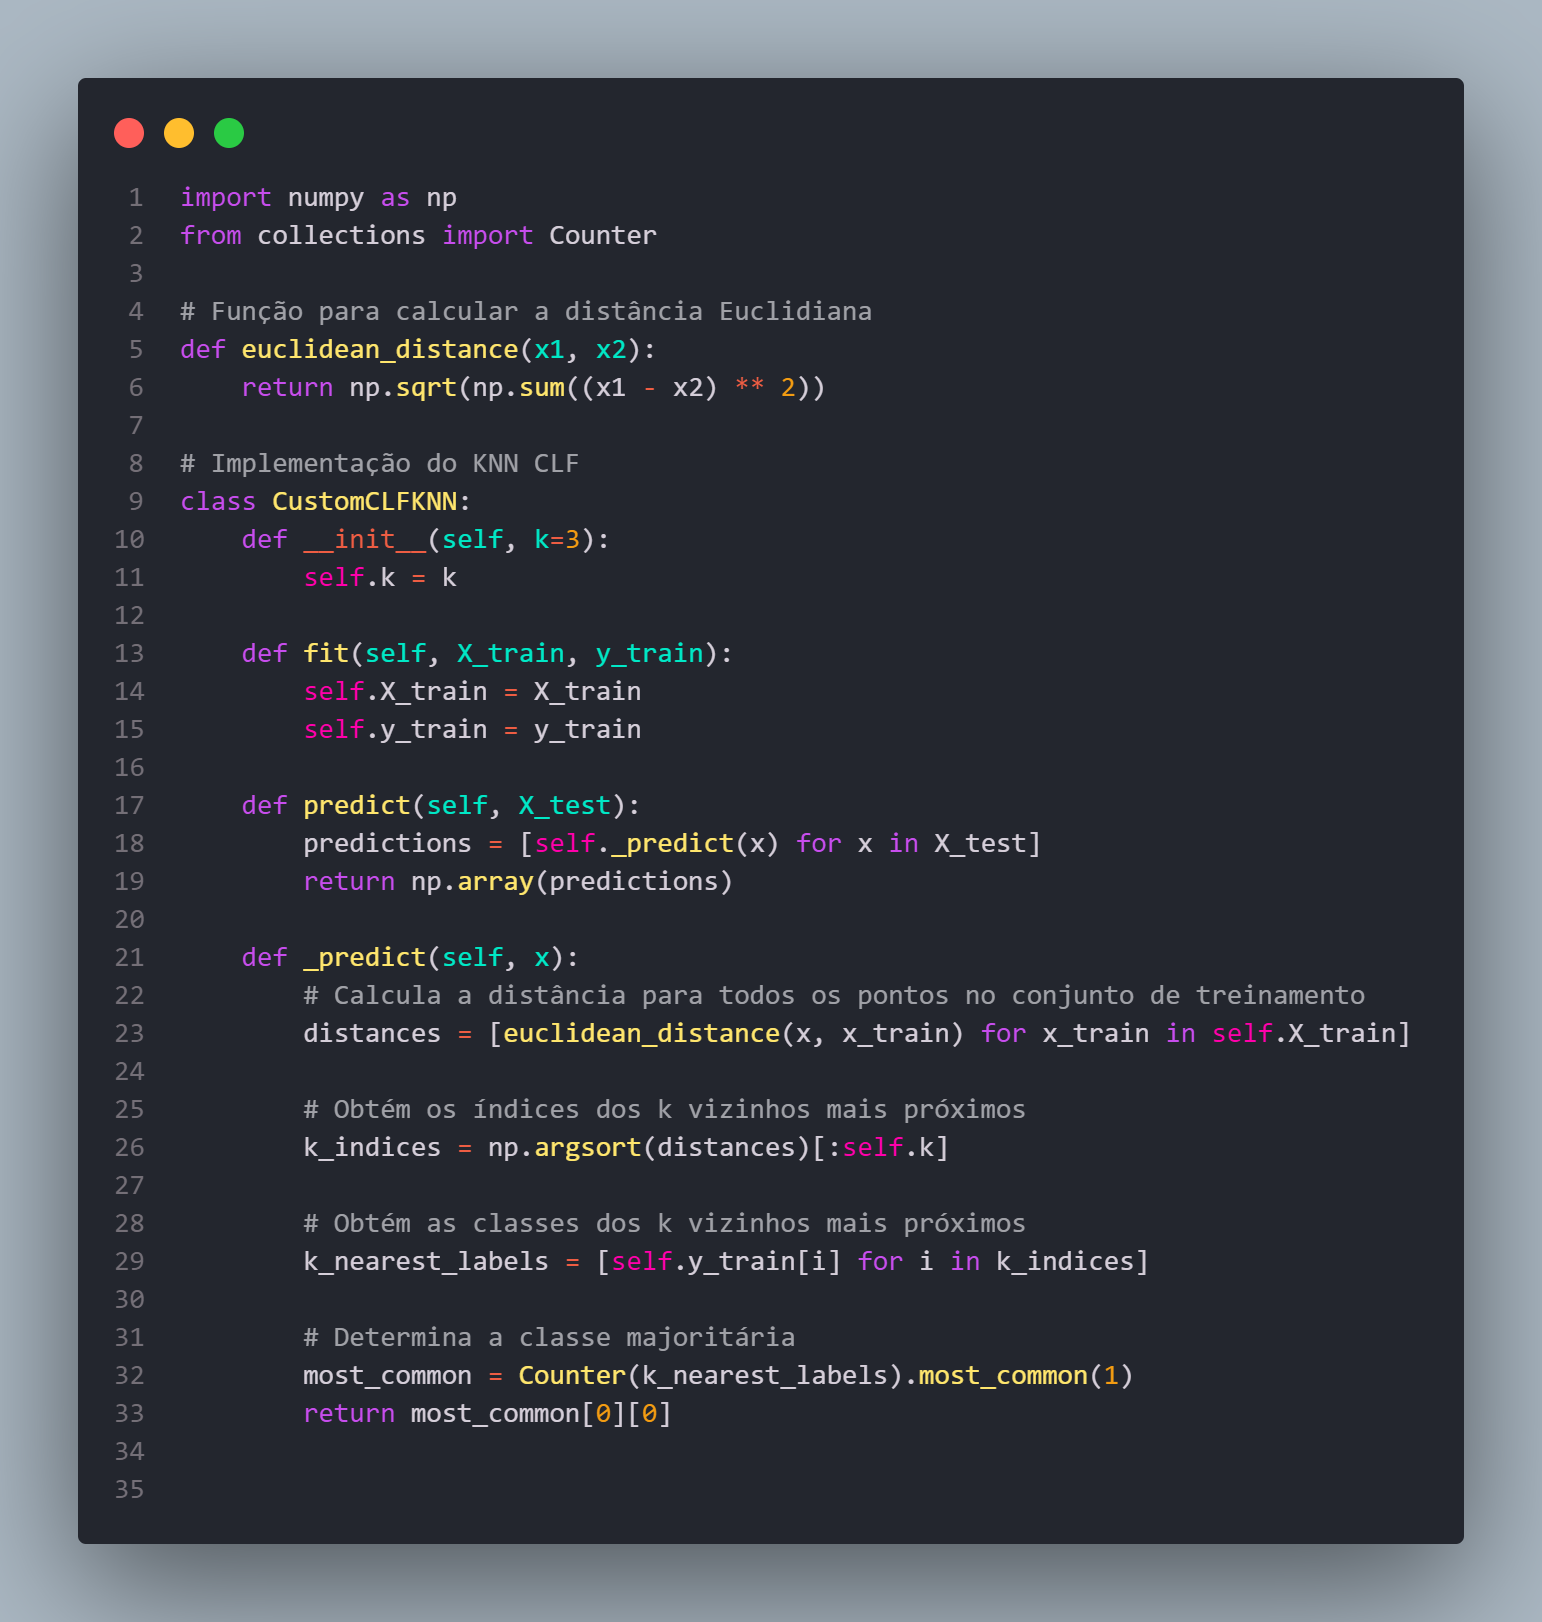 1 import numpy as np
2 from collections import Counter
3
4 # Função para calcular a distância Euclidiana
5 def euclidean_distance(x1, x2):
6     return np.sqrt(np.sum((x1 - x2) ** 2))
7
8 # Implementação do KNN CLF
9 class CustomCLFKNN:
10     def __init__(self, k=3):
11         self.k = k
12
13     def fit(self, X_train, y_train):
14         self.X_train = X_train
15         self.y_train = y_train
16
17     def predict(self, X_test):
18         predictions = [self._predict(x) for x in X_test]
19         return np.array(predictions)
20
21     def _predict(self, x):
22         # Calcula a distância para todos os pontos no conjunto de treinamento
23         distances = [euclidean_distance(x, x_train) for x_train in self.X_train]
24
25         # Obtém os índices dos k vizinhos mais próximos
26         k_indices = np.argsort(distances)[:self.k]
27
28         # Obtém as classes dos k vizinhos mais próximos
29         k_nearest_labels = [self.y_train[i] for i in k_indices]
30
31         # Determina a classe majoritária
32         most_common = Counter(k_nearest_labels).most_common(1)
33         return most_common[0][0]
34
35